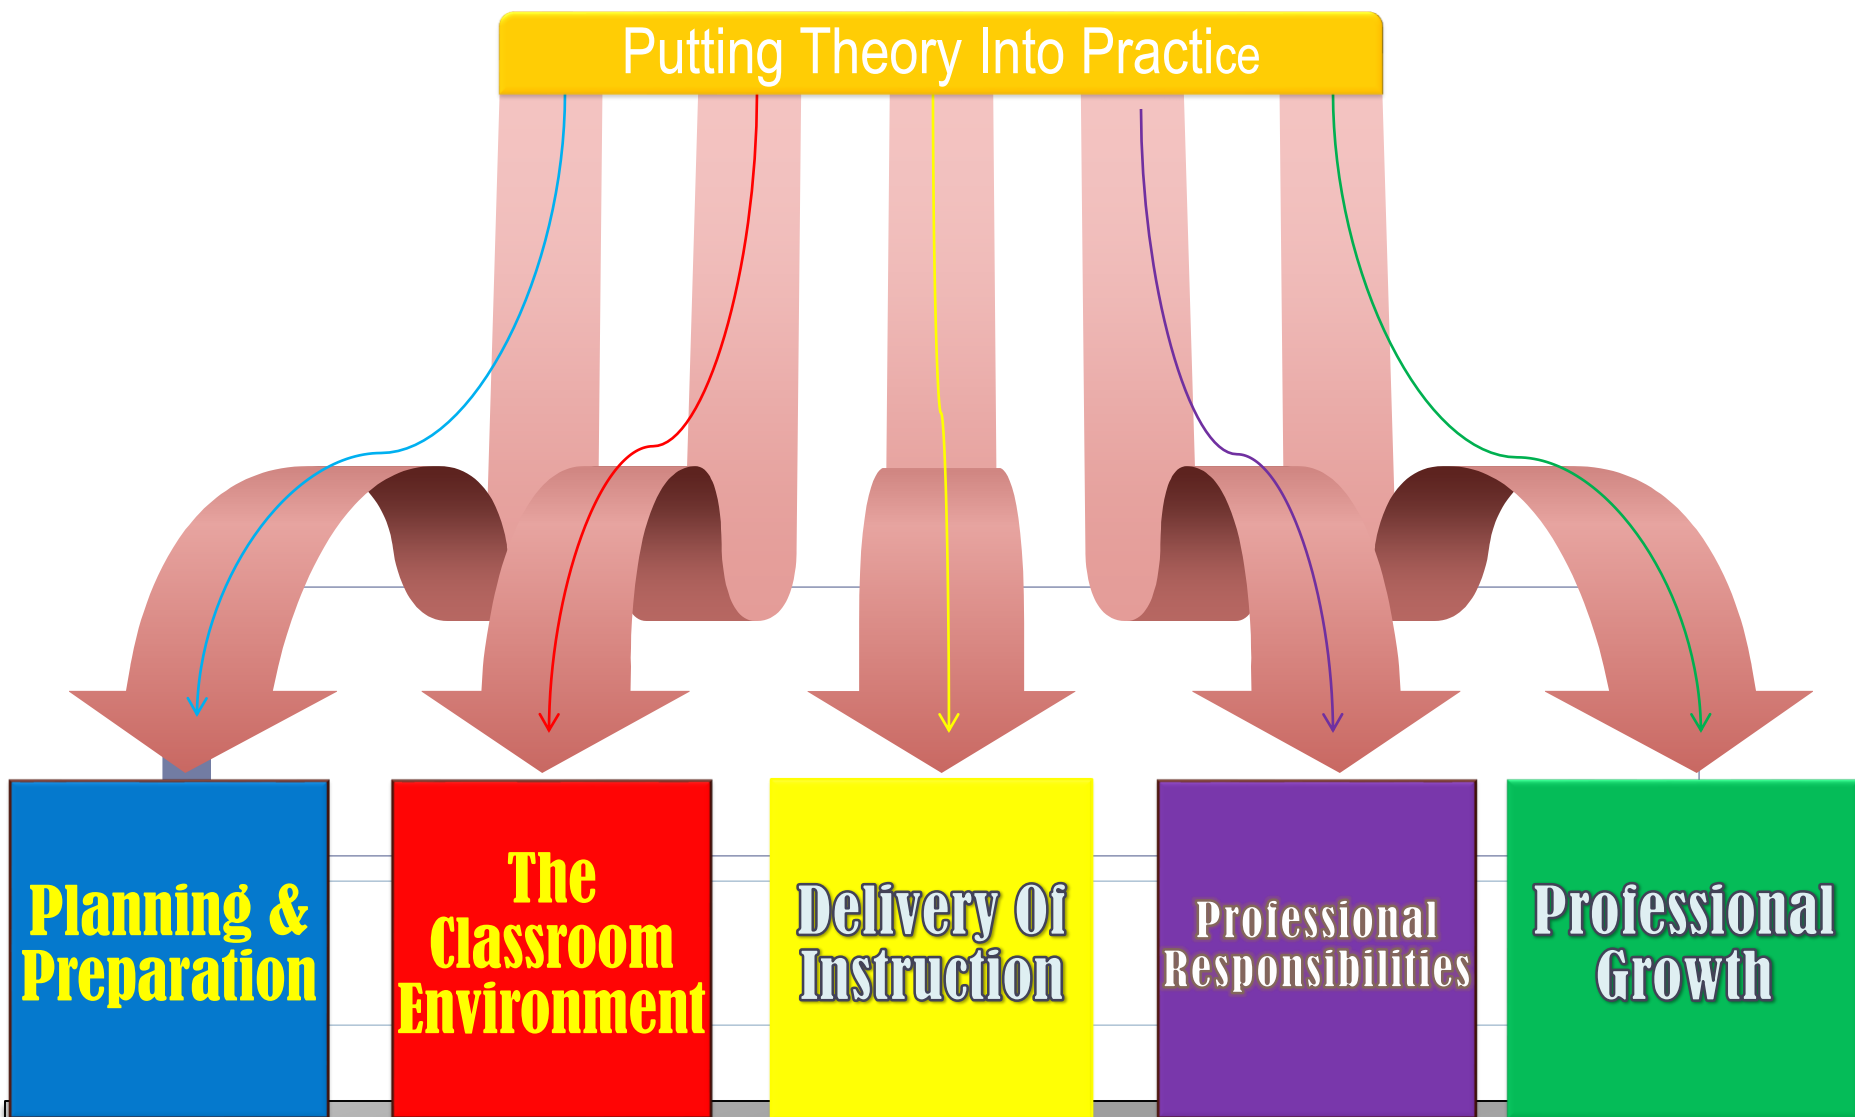 Putting Theory Into Practice
Planning &
Preparation
The
Classroom
Environment
Delivery Of
Instruction
Professional
Responsibilities
Professional
Growth